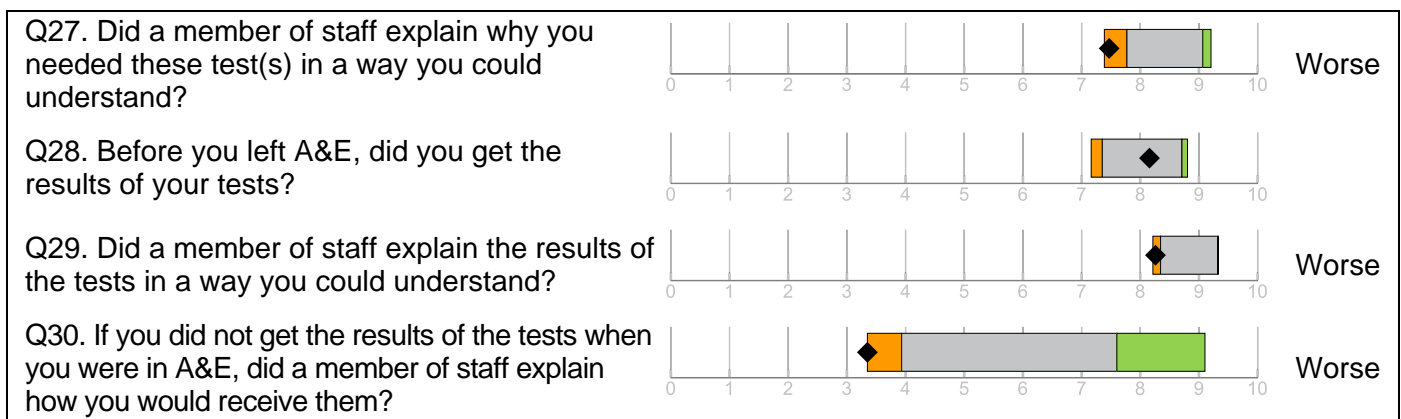 Q27. Did a member of staff explain why you
needed these test(s) in a way you could
understand?
0 1 2 3 4 5 6 7 8 9 10
Worse
Q28. Before you left A&E, did you get the
results of your tests?
0 1 2 3 4 5 6 7 8 9 10
Q29. Did a member of staff explain the results of
the tests in a way you could understand?
0 1 2 3 4 5 6 7 8 9 10
Worse
Q30. If you did not get the results of the tests when
you were in A&E, did a member of staff explain
how you would receive them?
0 1 2 3 4 5 6 7 8 9 10
Worse